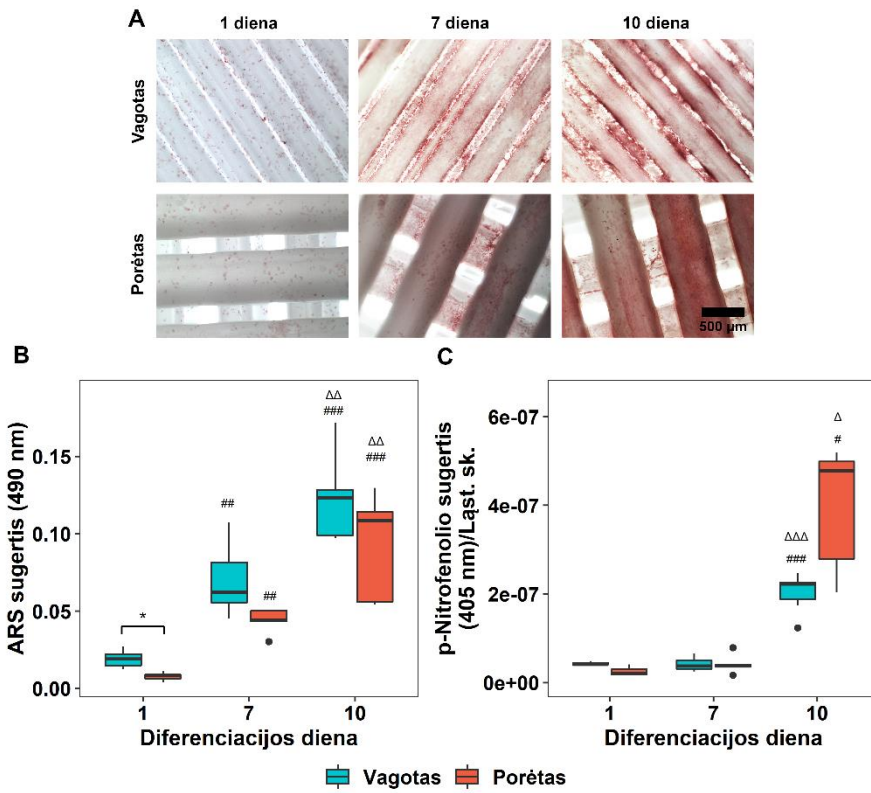 A
1 diena 7 diena 10 diena
Vagotas
Porėtas
500 µm
B
ARS sugertis (490 nm)
0.15
0.10
0.05
0.00
*
##
##
ΔΔ
###
ΔΔ
###
1 7 10
Diferenciacijos diena
C
p-Nitrofenolio sugertis
(405 nm)/Ląst. sk.
6e-07
4e-07
2e-07
0e+00
ΔΔΔ
###
Δ
#
1 7 10
Diferenciacijos diena
Vagotas Porėtas